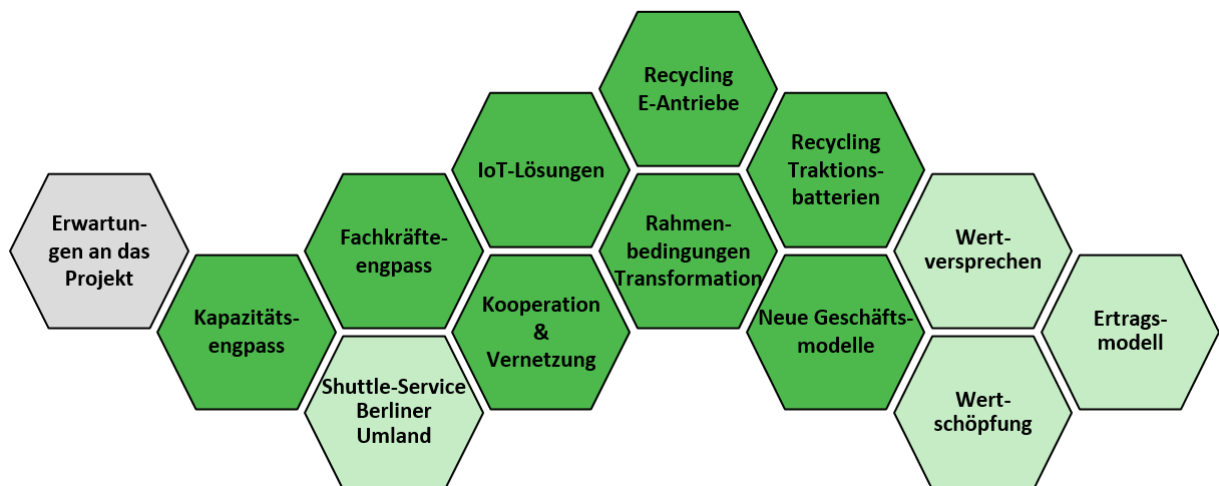 Erwartun-
gen an das
Projekt
Kapazitäts-
engpass
Fachkräfte-
engpass
Shuttle-Service
Berliner
Umland
IoT-Lösungen
Kooperation
&
Vernetzung
Recycling
E-Antriebe
Rahmen-
bedingungen
Transformation
Recycling
Traktions-
batterien
Neue Geschäfts-
modelle
Wert-
versprechen
Wert-
schöpfung
Ertrags-
modell